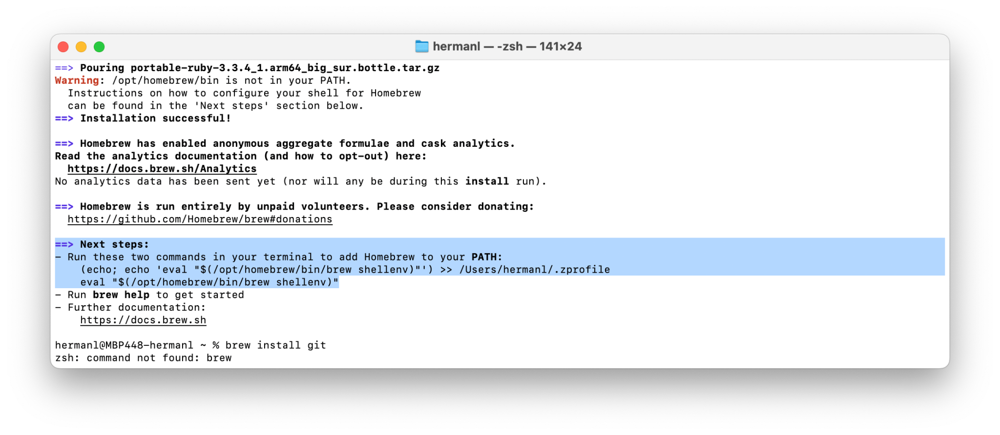 hermanl — -zsh — 141×24
==> Pouring portable-ruby-3.3.4_1.arm64_big_sur.bottle.tar.gz
Warning: /opt/homebrew/bin is not in your PATH.
  Instructions on how to configure your shell for Homebrew
  can be found in the 'Next steps' section below.
==> Installation successful!

==> Homebrew has enabled anonymous aggregate formulae and cask analytics.
Read the analytics documentation (and how to opt-out) here:
  https://docs.brew.sh/Analytics
No analytics data has been sent yet (nor will any be during this install run).

==> Homebrew is run entirely by unpaid volunteers. Please consider donating:
  https://github.com/Homebrew/brew#donations

==> Next steps:
- Run these two commands in your terminal to add Homebrew to your PATH:
    (echo; echo 'eval "$(/opt/homebrew/bin/brew shellenv)"') >> /Users/hermanl/.zprofile
    eval "$(/opt/homebrew/bin/brew shellenv)"
- Run brew help to get started
- Further documentation:
    https://docs.brew.sh

hermanl@MBP448-hermanl ~ % brew install git
zsh: command not found: brew